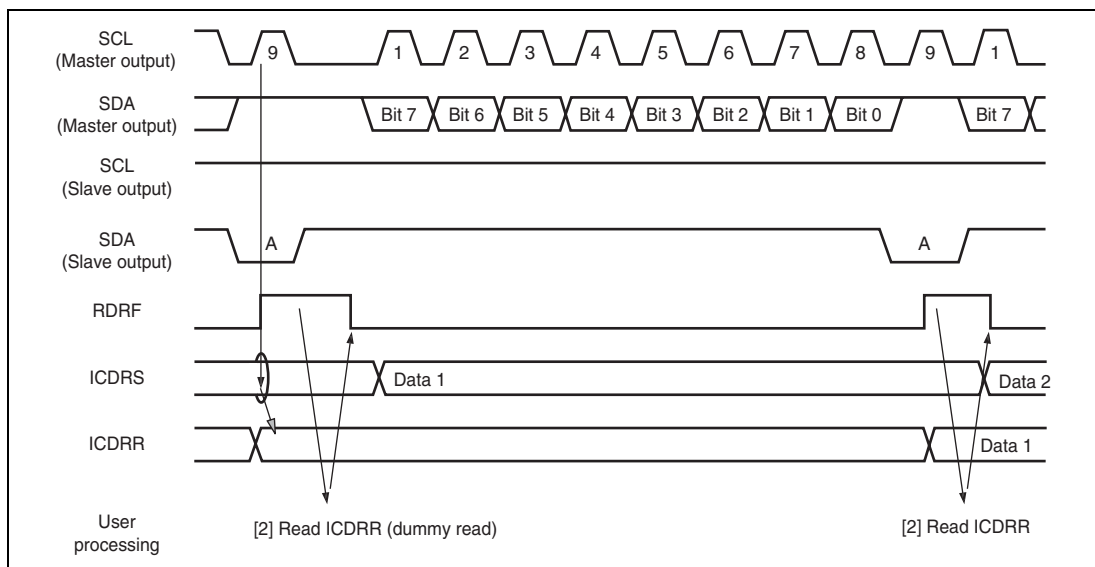 SCL
(Master output)
9 1 2 3 4 5 6 7 8 9 1
SDA
(Master output)
Bit 7 Bit 6 Bit 5 Bit 4 Bit 3 Bit 2 Bit 1 Bit 0 Bit 7
SCL
(Slave output)
SDA
(Slave output)
A A
RDRF
ICDRS
Data 1 Data 2
ICDRR
Data 1
User
processing
[2] Read ICDRR (dummy read) [2] Read ICDRR